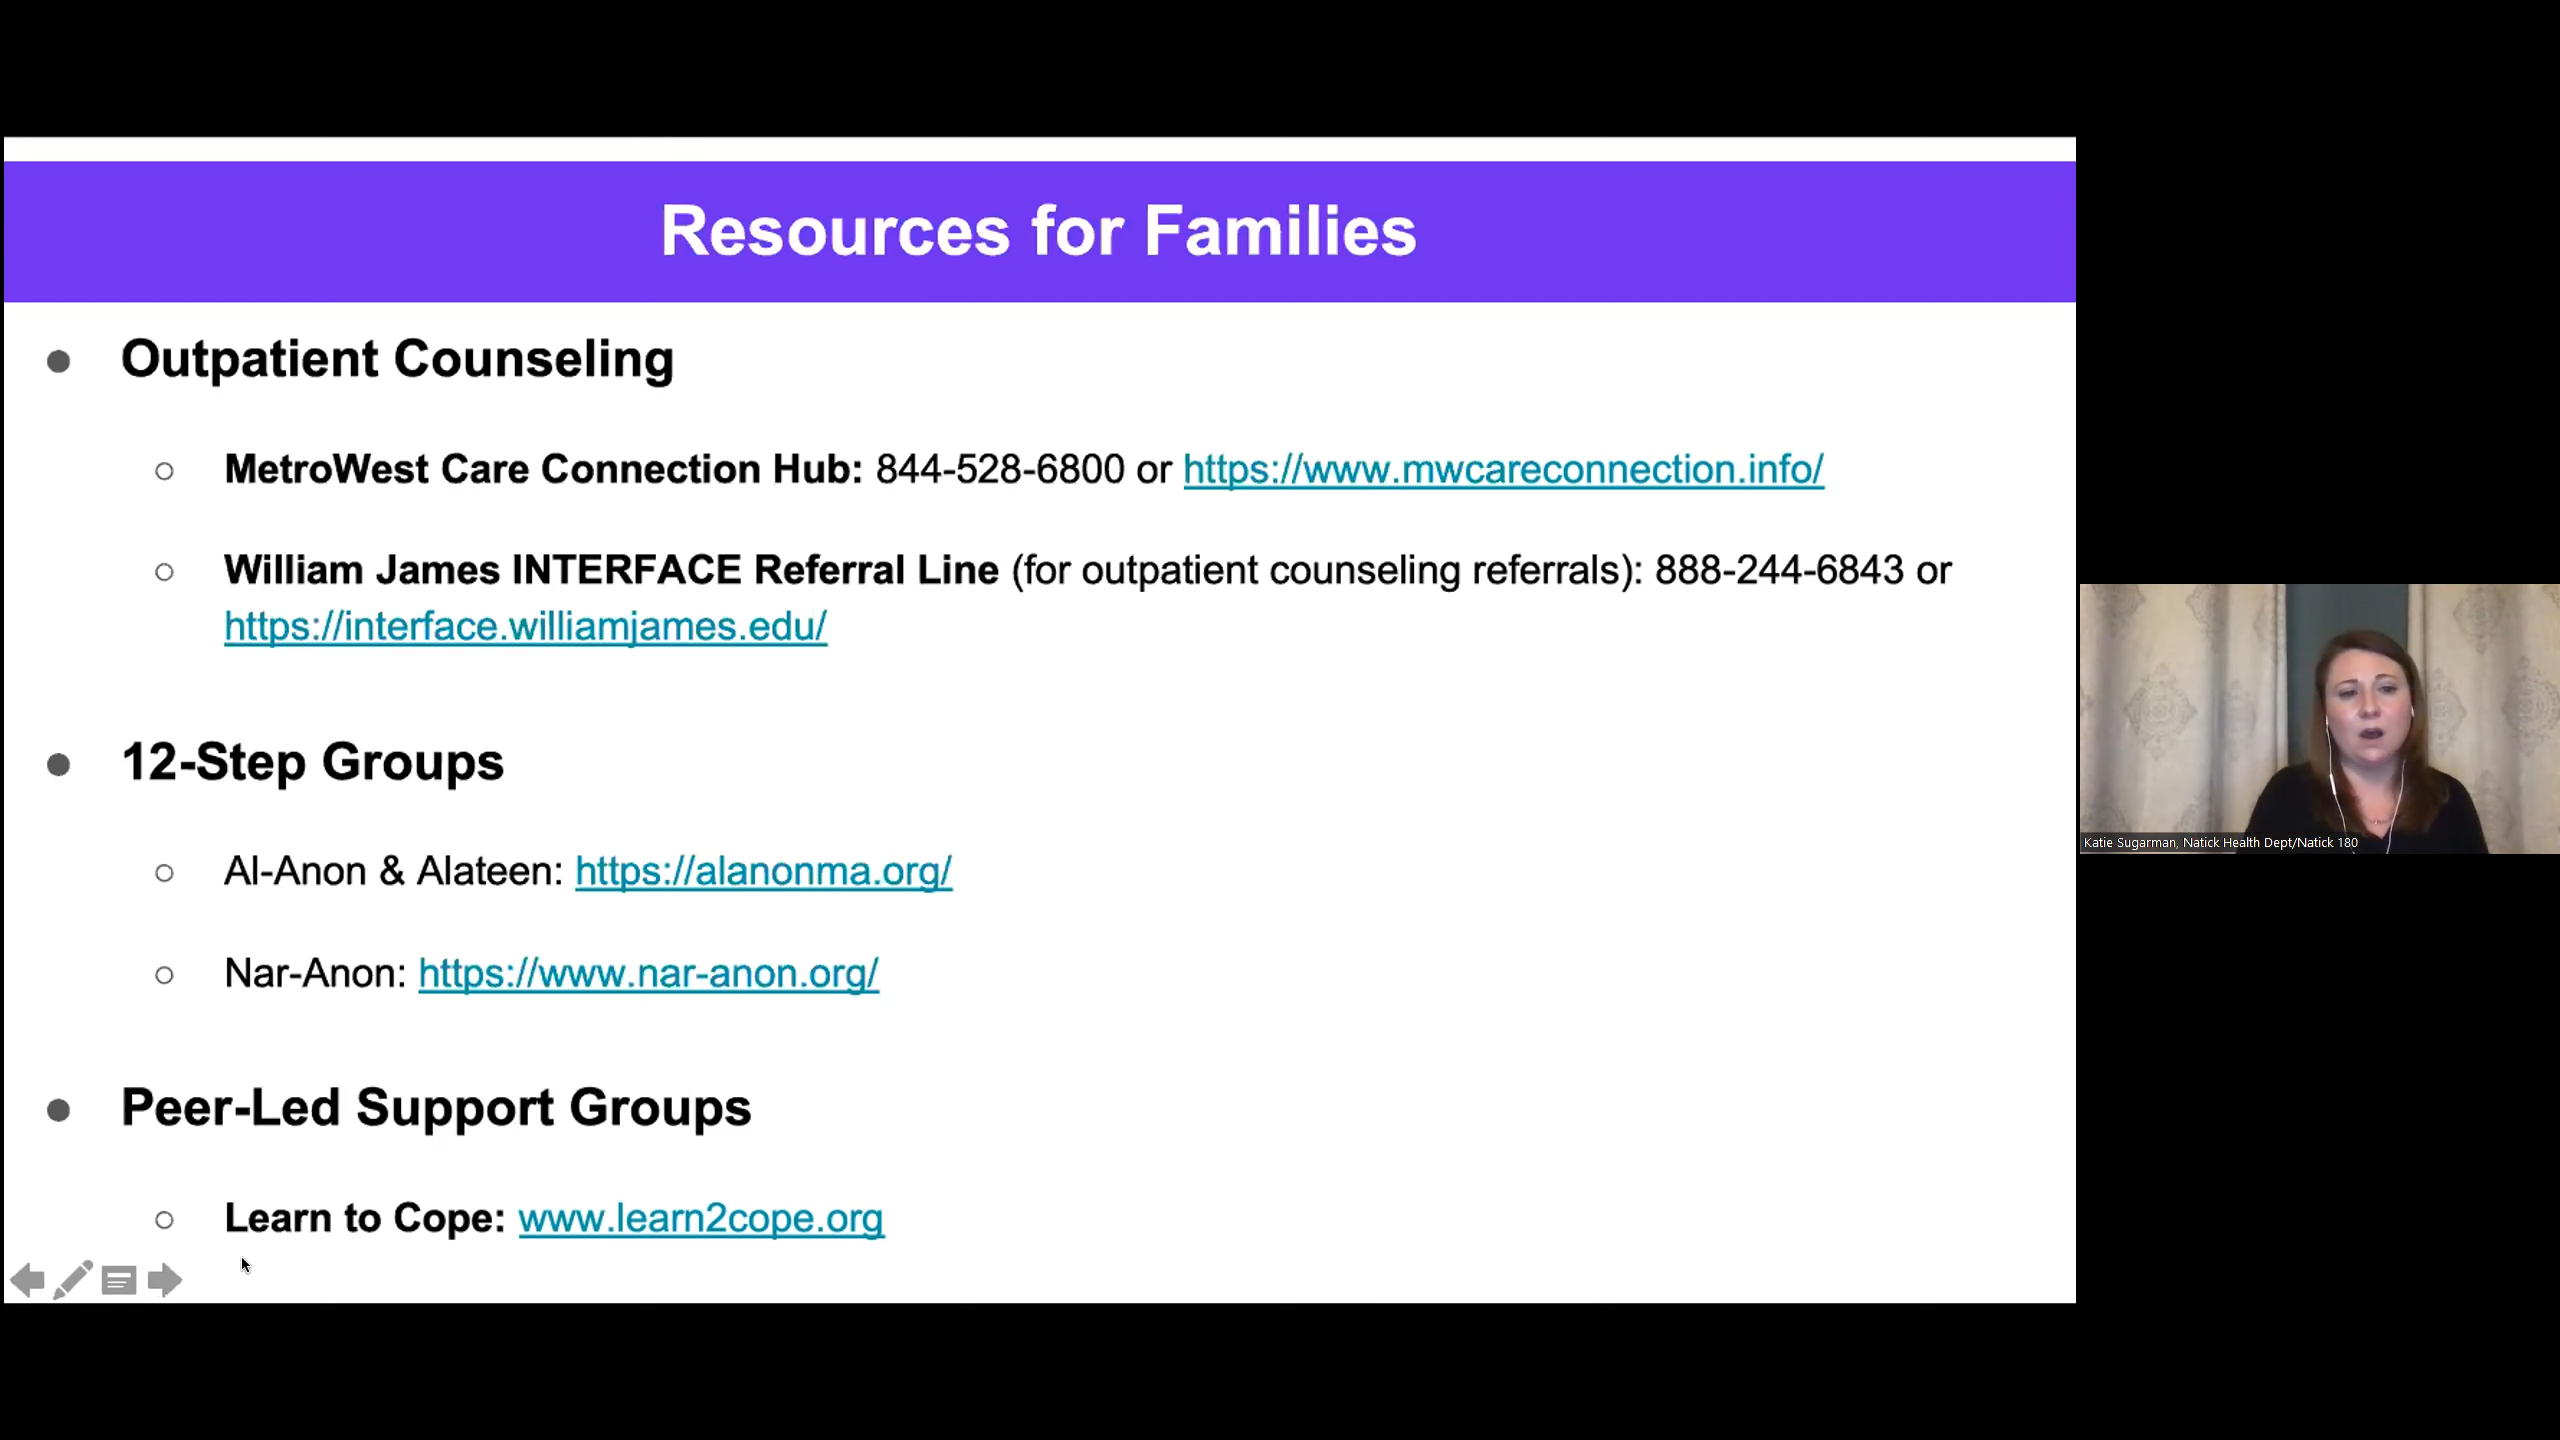 Resources for Families
● Outpatient Counseling
○ MetroWest Care Connection Hub: 844-528-6800 or https://www.mwcareconnection.info/
○ William James INTERFACE Referral Line (for outpatient counseling referrals): 888-244-6843 or
https://interface.williamjames.edu/
● 12-Step Groups
○ Al-Anon & Alateen: https://alanonma.org/
○ Nar-Anon: https://www.nar-anon.org/
● Peer-Led Support Groups
○ Learn to Cope: www.learn2cope.org
Katie Sugarman, Natick Health Dept/Natick 180